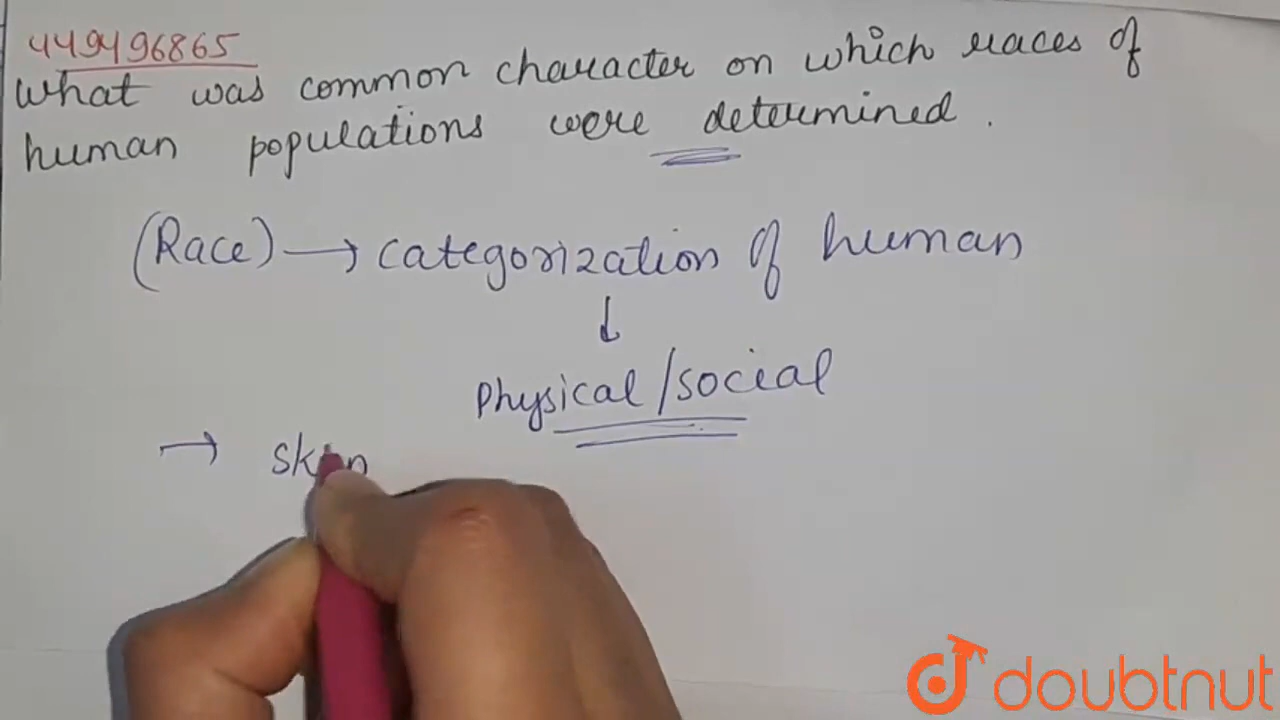 449496865
What was common character on which races of
human populations were determined.
(Race) → categorization of human
↓
Physical/social
→ skin
doubtnut